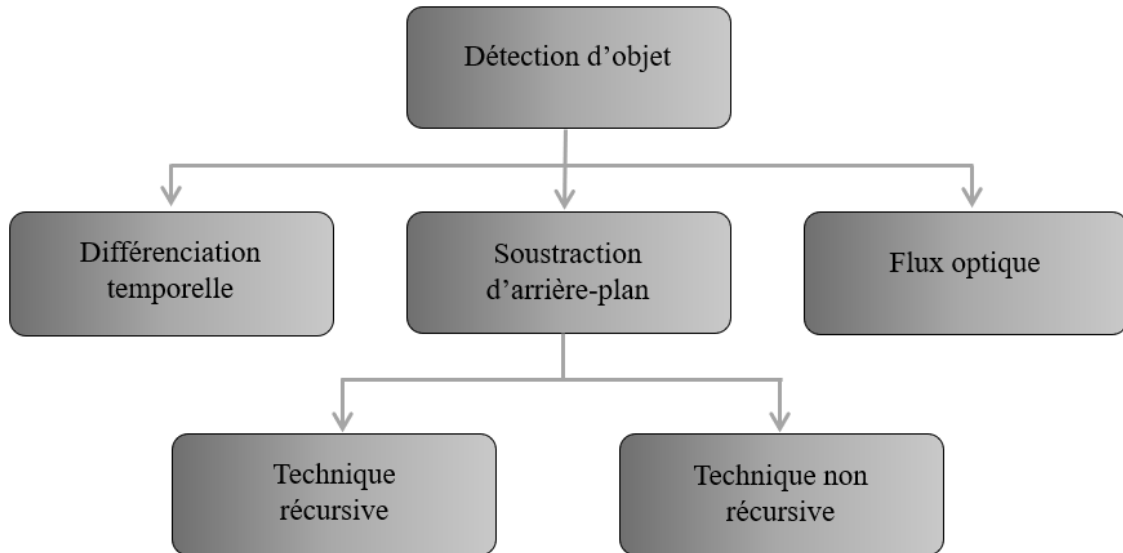 Détection d’objet
Différenciation
temporelle
Soustraction
d’arrière-plan
Flux optique
Technique
récursive
Technique non
récursive